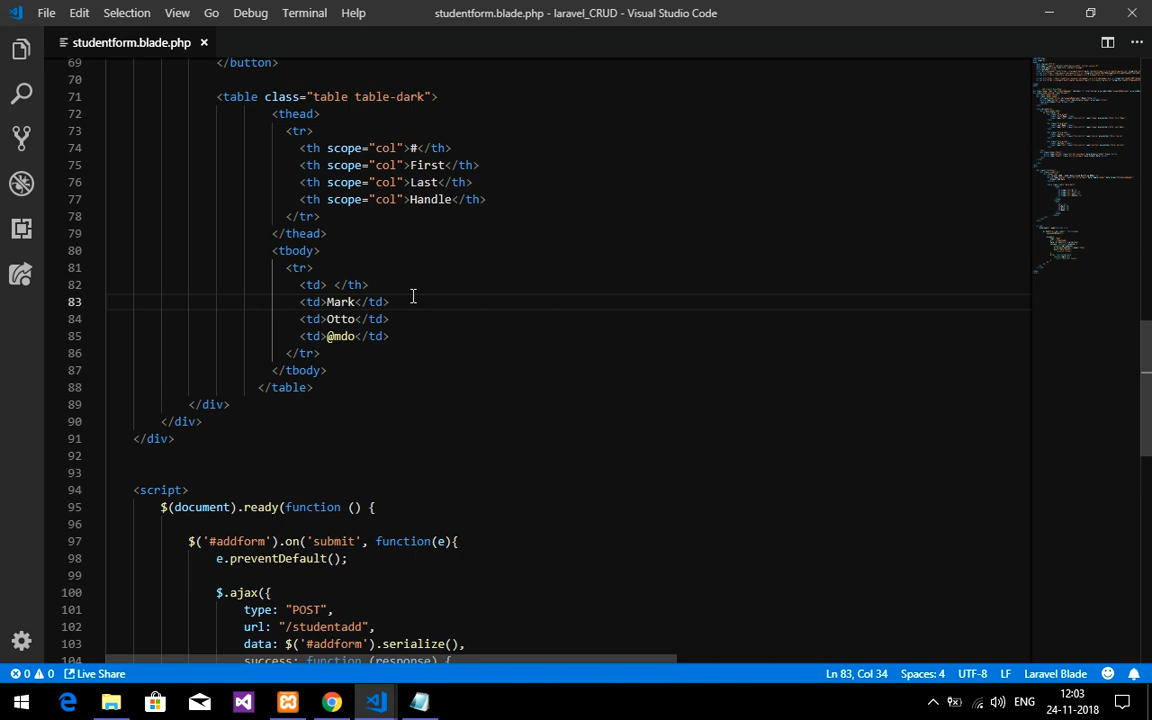 File Edit Selection View Go Debug Terminal Help studentform.blade.php - laravel_CRUD - Visual Studio Code
studentform.blade.php
69 </button>
70
71 <table class="table table-dark">
72 <thead>
73 <tr>
74 <th scope="col">#</th>
75 <th scope="col">First</th>
76 <th scope="col">Last</th>
77 <th scope="col">Handle</th>
78 </tr>
79 </thead>
80 <tbody>
81 <tr>
82 <td> </th>
83 <td>Mark</td>
84 <td>Otto</td>
85 <td>@mdo</td>
86 </tr>
87 </tbody>
88 </table>
89 </div>
90 </div>
91 </div>
92
93
94 <script>
95 $(document).ready(function () {
96
97 $('#addform').on('submit', function(e){
98 e.preventDefault();
99
100 $.ajax({
101 type: "POST",
102 url: "/studentadd",
103 data: $('#addform').serialize(),
104 success: function (response) {
0 0 Live Share Ln 83, Col 34 Spaces: 4 UTF-8 LF Laravel Blade
ENG 12:03
24-11-2018